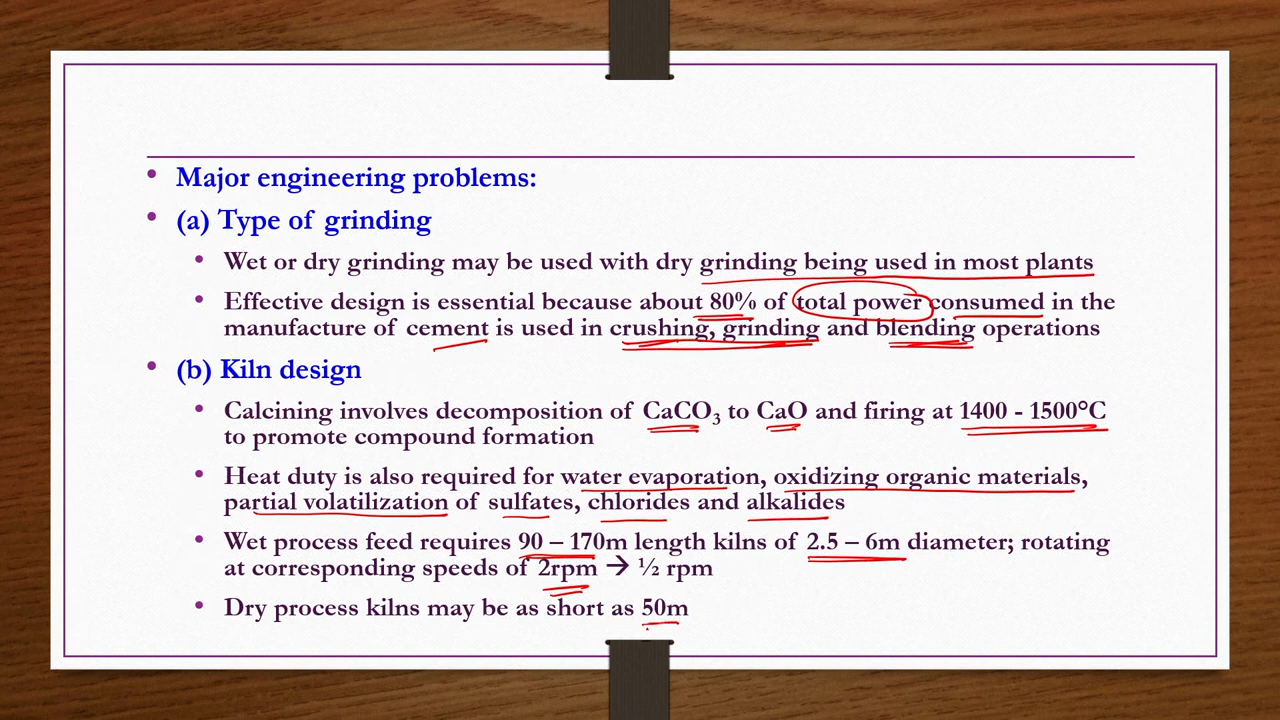 Major engineering problems:
(a) Type of grinding
Wet or dry grinding may be used with dry grinding being used in most plants
Effective design is essential because about 80% of total power consumed in the
manufacture of cement is used in crushing, grinding and blending operations
(b) Kiln design
Calcining involves decomposition of CaCO₃ to CaO and firing at 1400 - 1500°C
to promote compound formation
Heat duty is also required for water evaporation, oxidizing organic materials,
partial volatilization of sulfates, chlorides and alkalides
Wet process feed requires 90 – 170m length kilns of 2.5 – 6m diameter; rotating
at corresponding speeds of 2rpm → ½ rpm
Dry process kilns may be as short as 50m